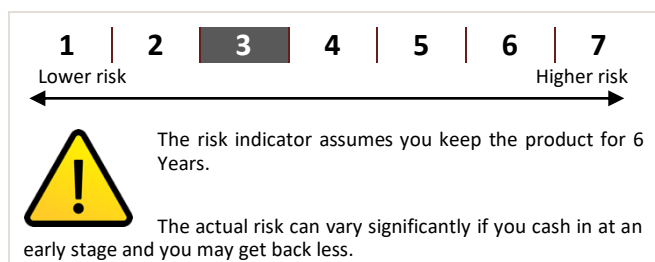 1 2 3 4 5 6 7
Lower risk Higher risk
The risk indicator assumes you keep the product for 6
Years.
The actual risk can vary significantly if you cash in at an
early stage and you may get back less.